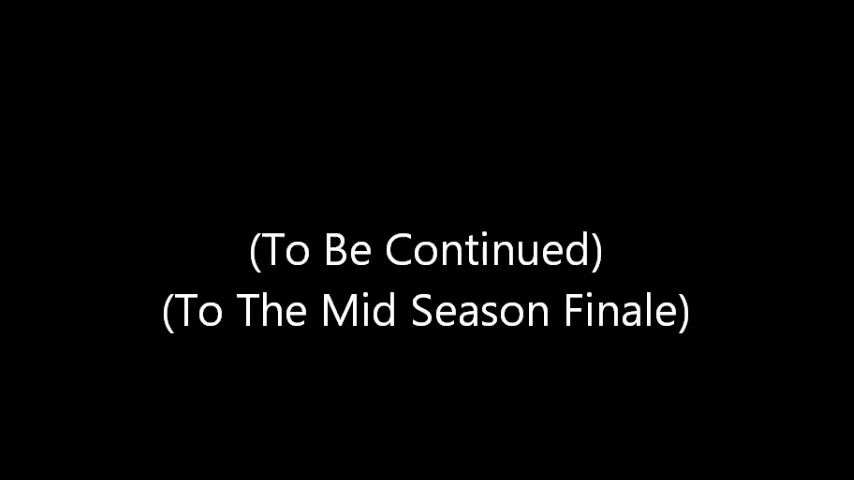 (To Be Continued)
(To The Mid Season Finale)